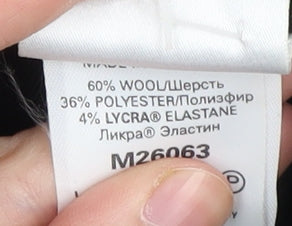 60% WOOL/Шерсть
36% POLYESTER/Полиэфир
4% LYCRA® ELASTANE
Ликра® Эластин
M26063
P